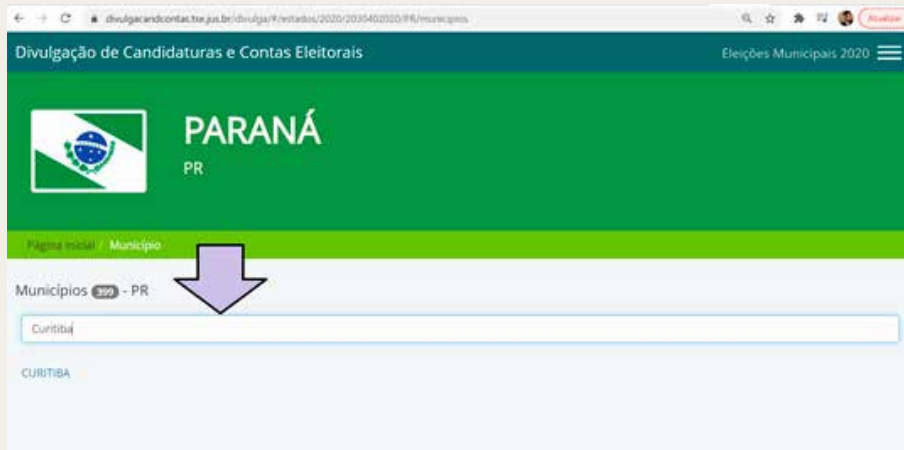 divulgacandcontas.tse.jus.br/divulga/#/estados/2020/2030402020/PR/municipios
Atualizar
Divulgação de Candidaturas e Contas Eleitorais
Eleições Municipais 2020
PARANÁ
PR
Página inicial / Município
Municípios 399 - PR
Curitiba
CURITIBA